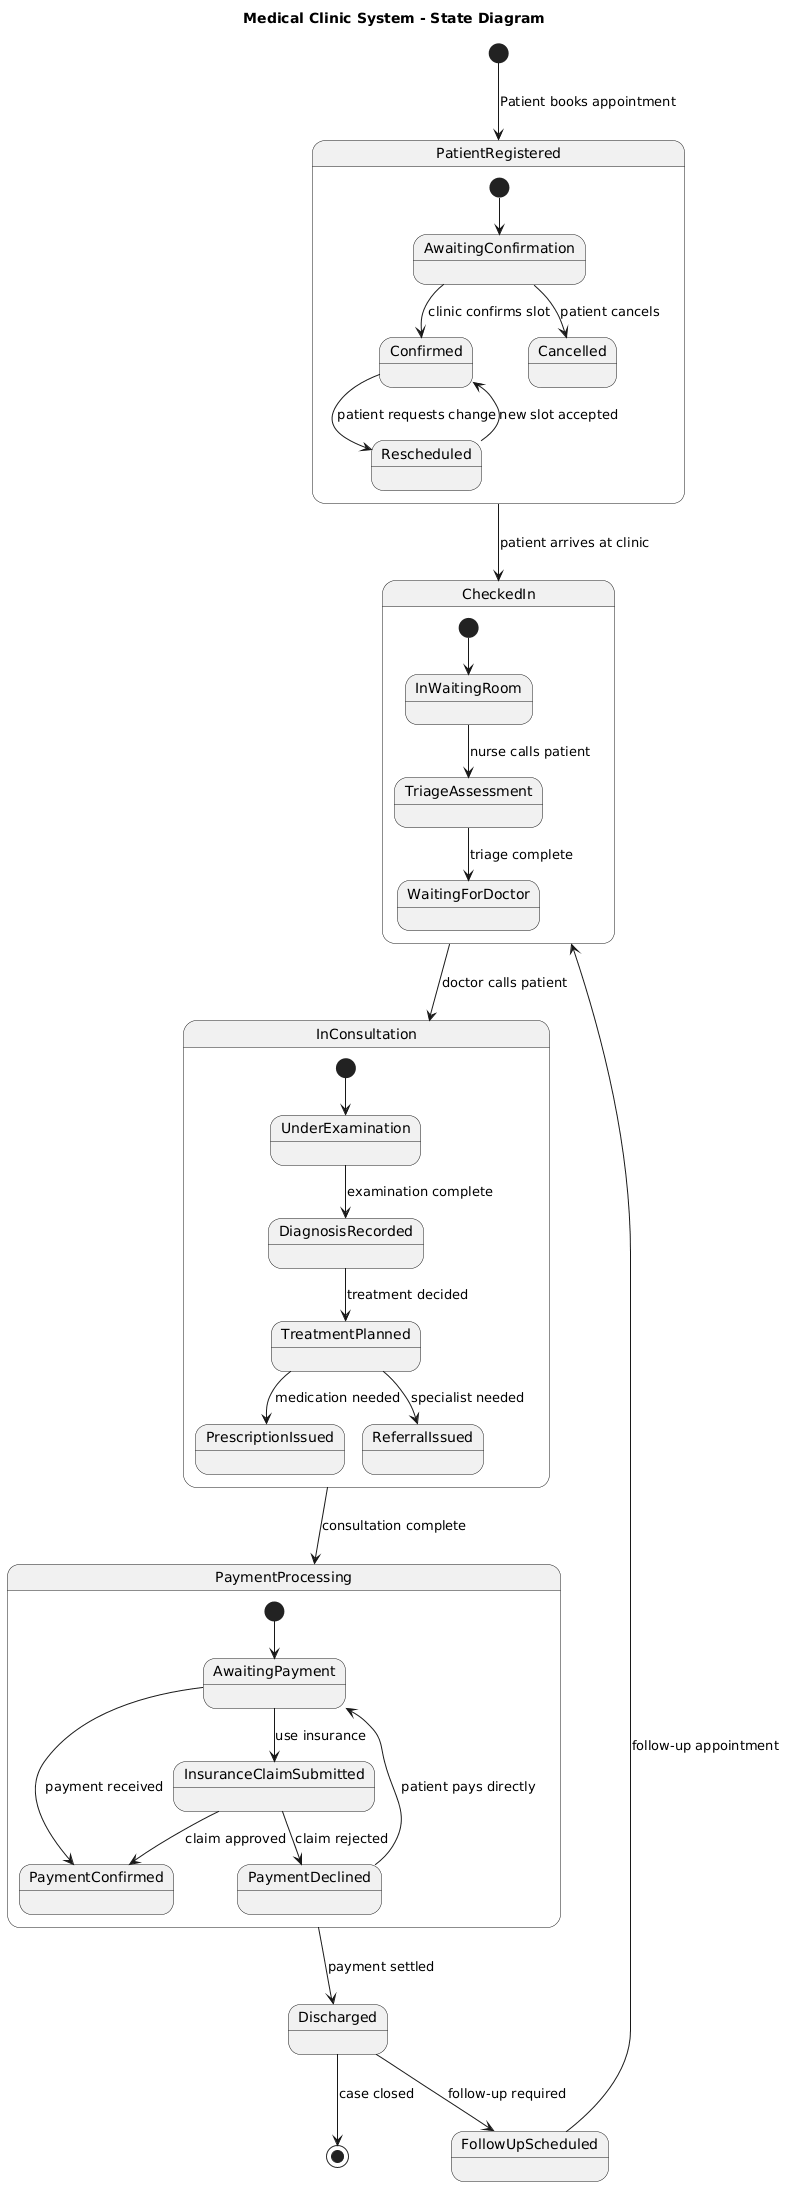 Medical Clinic System - State Diagram
Patient books appointment
PatientRegistered
AwaitingConfirmation
clinic confirms slot
patient cancels
Confirmed
Cancelled
patient requests change
new slot accepted
Rescheduled
patient arrives at clinic
CheckedIn
InWaitingRoom
nurse calls patient
TriageAssessment
triage complete
WaitingForDoctor
doctor calls patient
InConsultation
UnderExamination
examination complete
DiagnosisRecorded
treatment decided
TreatmentPlanned
medication needed
specialist needed
PrescriptionIssued
ReferralIssued
consultation complete
PaymentProcessing
AwaitingPayment
use insurance
follow-up appointment
InsuranceClaimSubmitted
payment received
patient pays directly
claim approved
claim rejected
PaymentConfirmed
PaymentDeclined
payment settled
Discharged
case closed
follow-up required
FollowUpScheduled